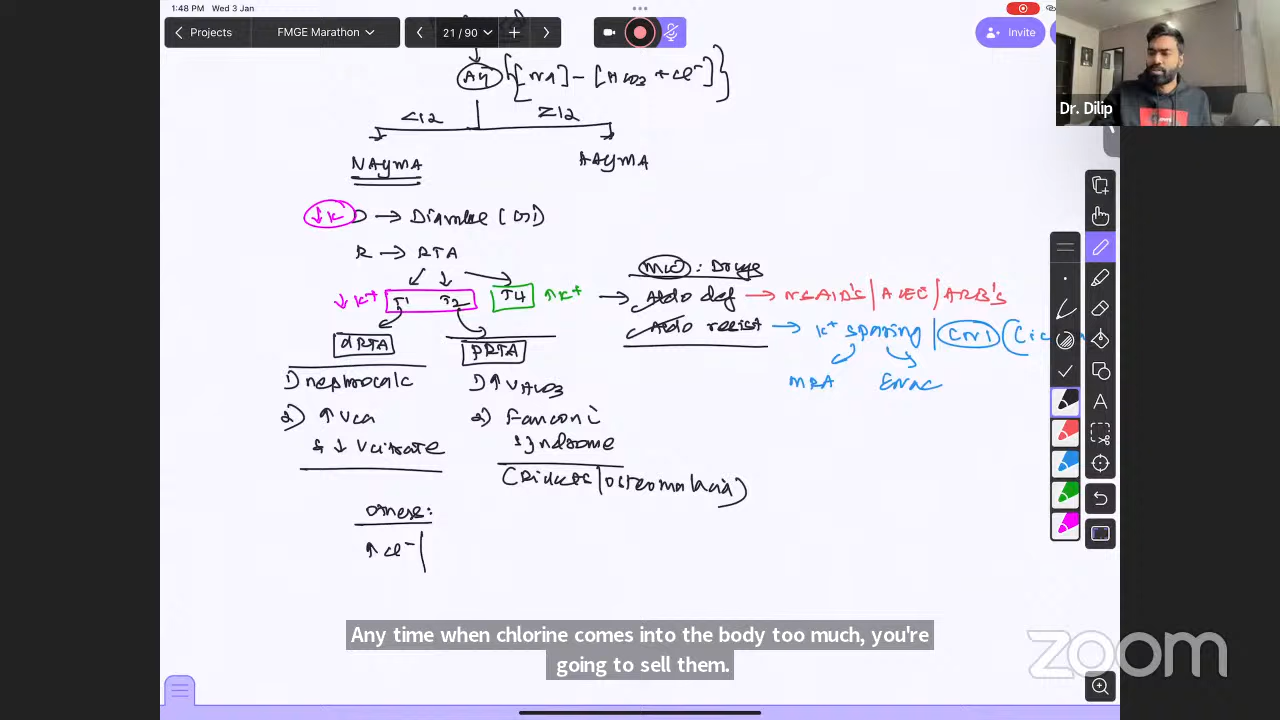 1:48 PM Wed 3 Jan
Projects
FMGE Marathon
21 / 90
Invite
Dr. Dilip
AG {[Na] - [HCO3 + Cl-]}
<12
≥12
NAGMA
HAGMA
↓K+ D → Diarrhea (GI)
R → RTA
MCC : Drugs
↓K+ T1 T2 T4 ↑K+ → Aldo def → NSAID's | ACEI | ARB's
Aldo resist → K+ sparing | CNI
dRTA
pRTA
MRA
ENaC
1) nephrocalc
1) ↑ UHCO3
2) ↑ UCa
2) Fanconi
& ↓ Ucitrate
Syndrome
(Rickets | Osteomalacia)
Others:
↑ Cl- |
Any time when chlorine comes into the body too much, you're
going to sell them.
zoom